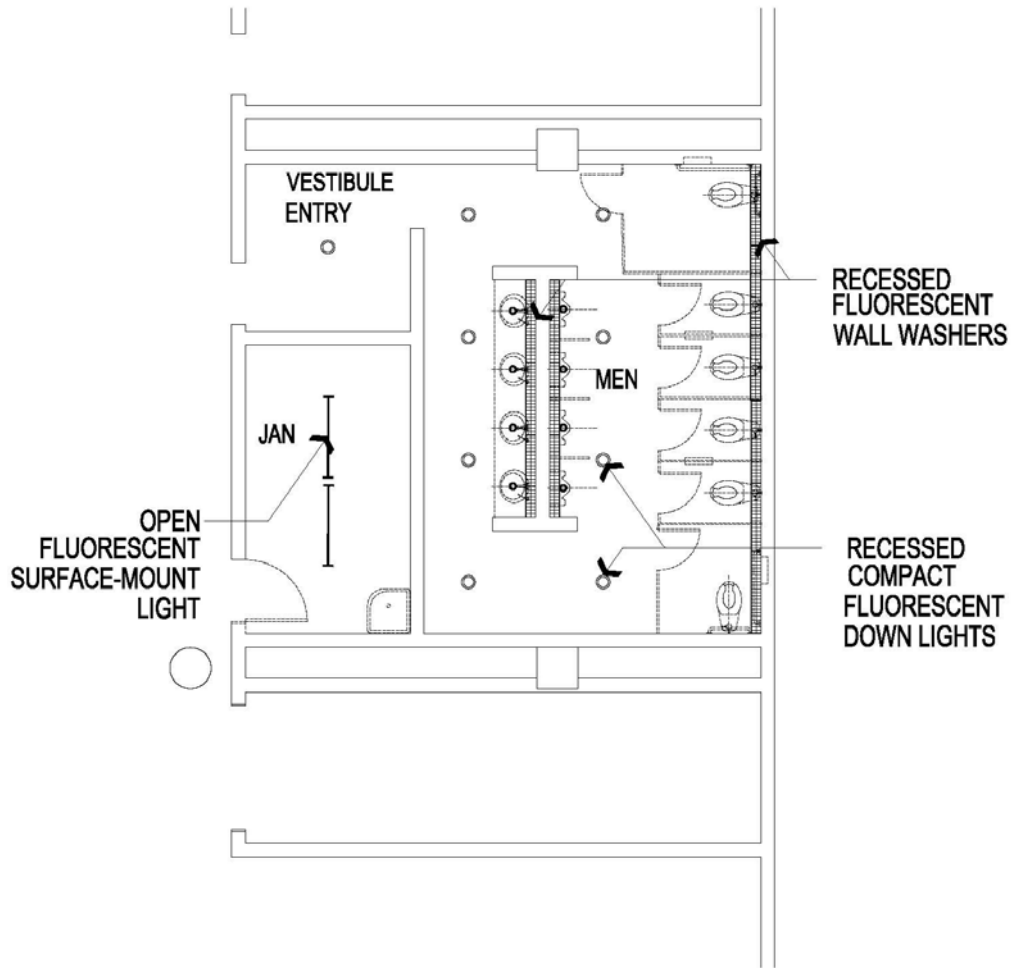 VESTIBULE
ENTRY
RECESSED
FLUORESCENT
WALL WASHERS
MEN
JAN
OPEN
FLUORESCENT
SURFACE-MOUNT
LIGHT
RECESSED
COMPACT
FLUORESCENT
DOWN LIGHTS